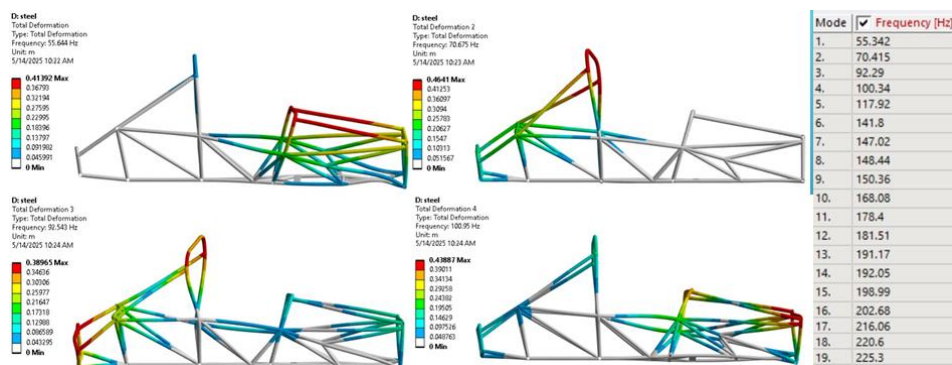 D: steel
Total Deformation
Type: Total Deformation
Frequency: 55.644 Hz
Unit: m
5/14/2025 10:22 AM
0.41392 Max
0.36793
0.32194
0.27595
0.22995
0.18396
0.13797
0.091982
0.045991
0 Min
D: steel
Total Deformation 2
Type: Total Deformation
Frequency: 70.675 Hz
Unit: m
5/14/2025 10:23 AM
0.4641 Max
0.41253
0.36097
0.3094
0.25783
0.20627
0.1547
0.10313
0.051567
0 Min
D: steel
Total Deformation 3
Type: Total Deformation
Frequency: 92.543 Hz
Unit: m
5/14/2025 10:24 AM
0.38965 Max
0.34636
0.30306
0.25977
0.21647
0.17318
0.12988
0.086589
0.043295
0 Min
D: steel
Total Deformation 4
Type: Total Deformation
Frequency: 100.95 Hz
Unit: m
5/14/2025 10:24 AM
0.43887 Max
0.39011
0.34134
0.29258
0.24382
0.19505
0.14629
0.097526
0.048763
0 Min
Mode Frequency [Hz]
1. 55.342
2. 70.415
3. 92.29
4. 100.34
5. 117.92
6. 141.8
7. 147.02
8. 148.44
9. 150.36
10. 168.08
11. 178.4
12. 181.51
13. 191.17
14. 192.05
15. 198.99
16. 202.68
17. 216.06
18. 220.6
19. 225.3